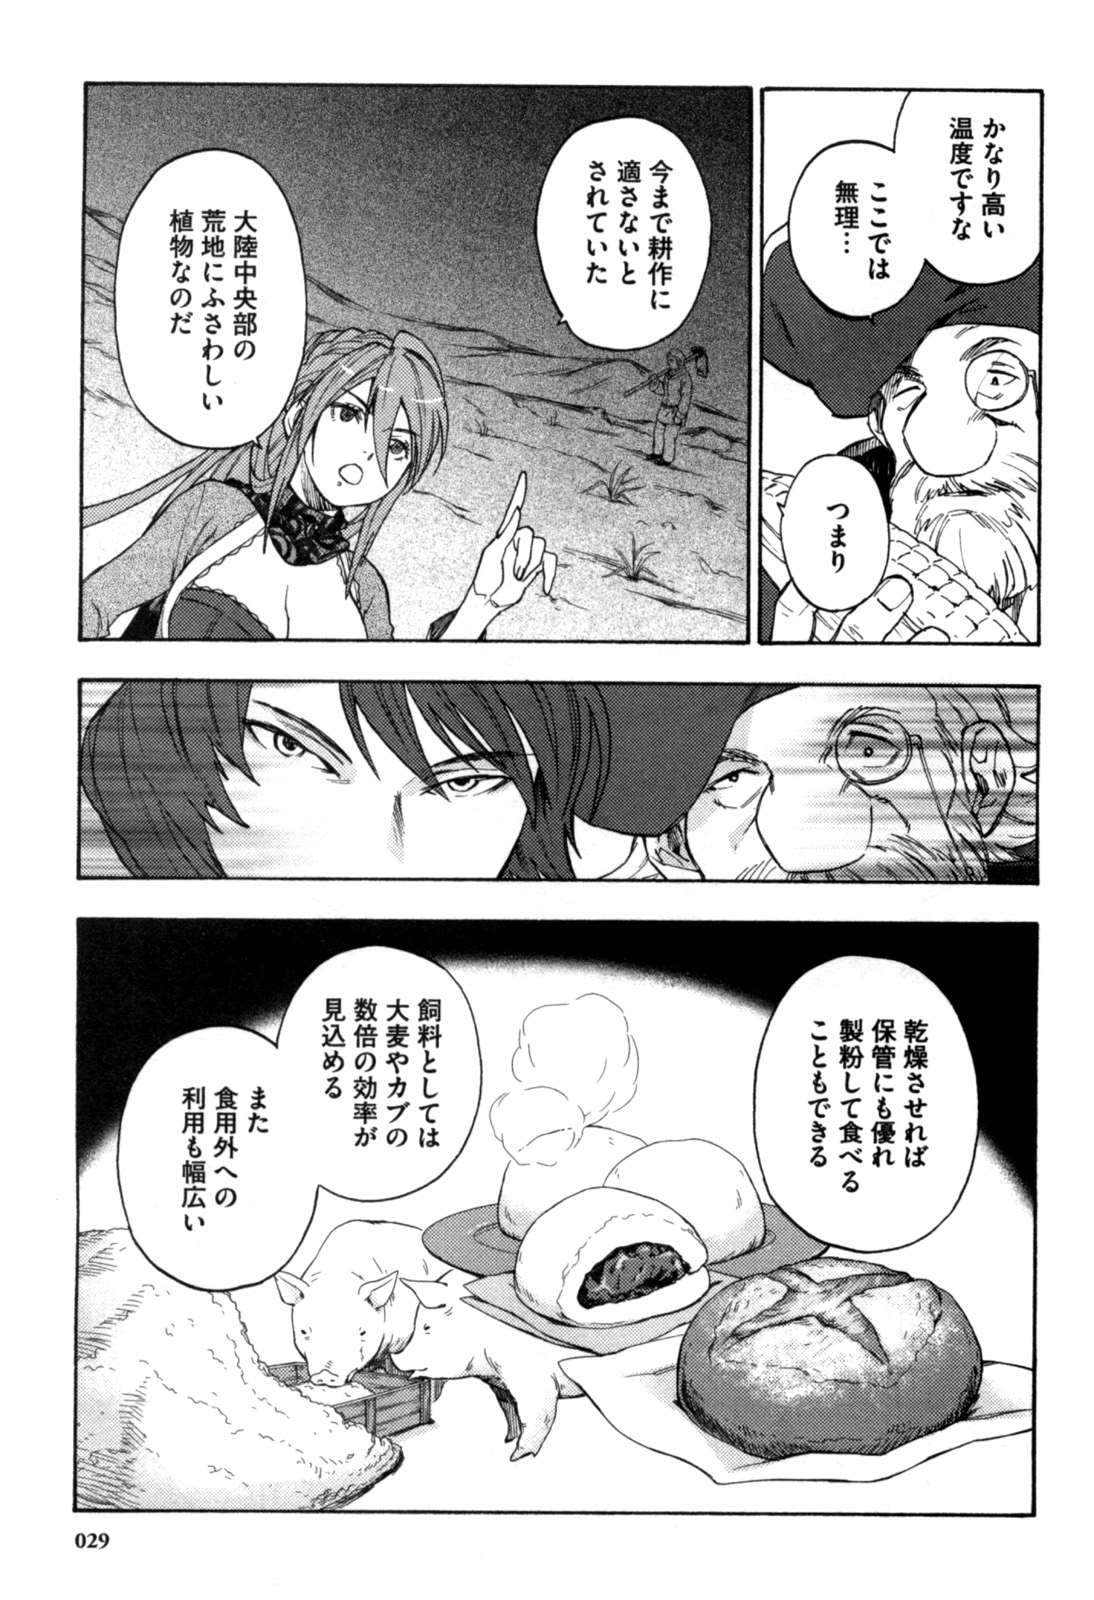 かなり高い
温度ですな
ここでは
無理…
つまり
今まで耕作に
適さないと
されていた
大陸中央部の
荒地にふさわしい
植物なのだ
乾燥させれば
保管にも優れ
製粉して食べる
こともできる
飼料としては
大麦やカブの
数倍の効率が
見込める
また
食用外への
利用も幅広い
029